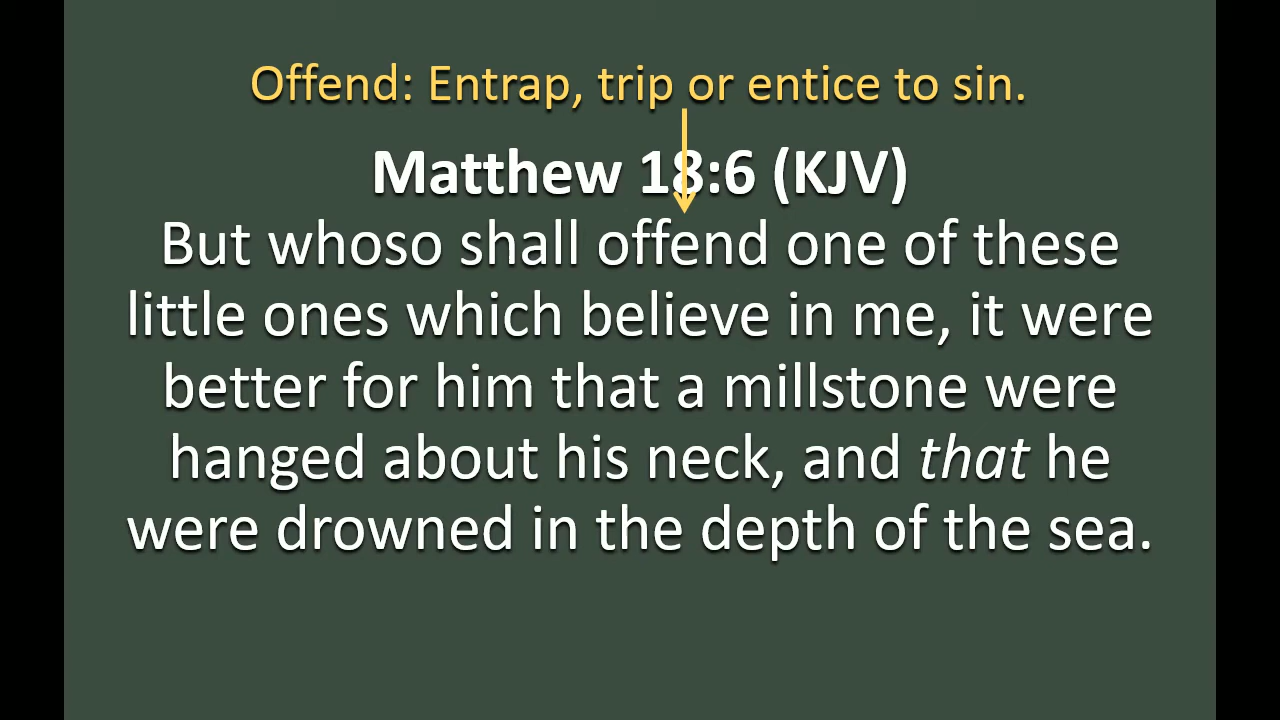 Offend: Entrap, trip or entice to sin.
Matthew 18:6 (KJV)
But whoso shall offend one of these
little ones which believe in me, it were
better for him that a millstone were
hanged about his neck, and that he
were drowned in the depth of the sea.